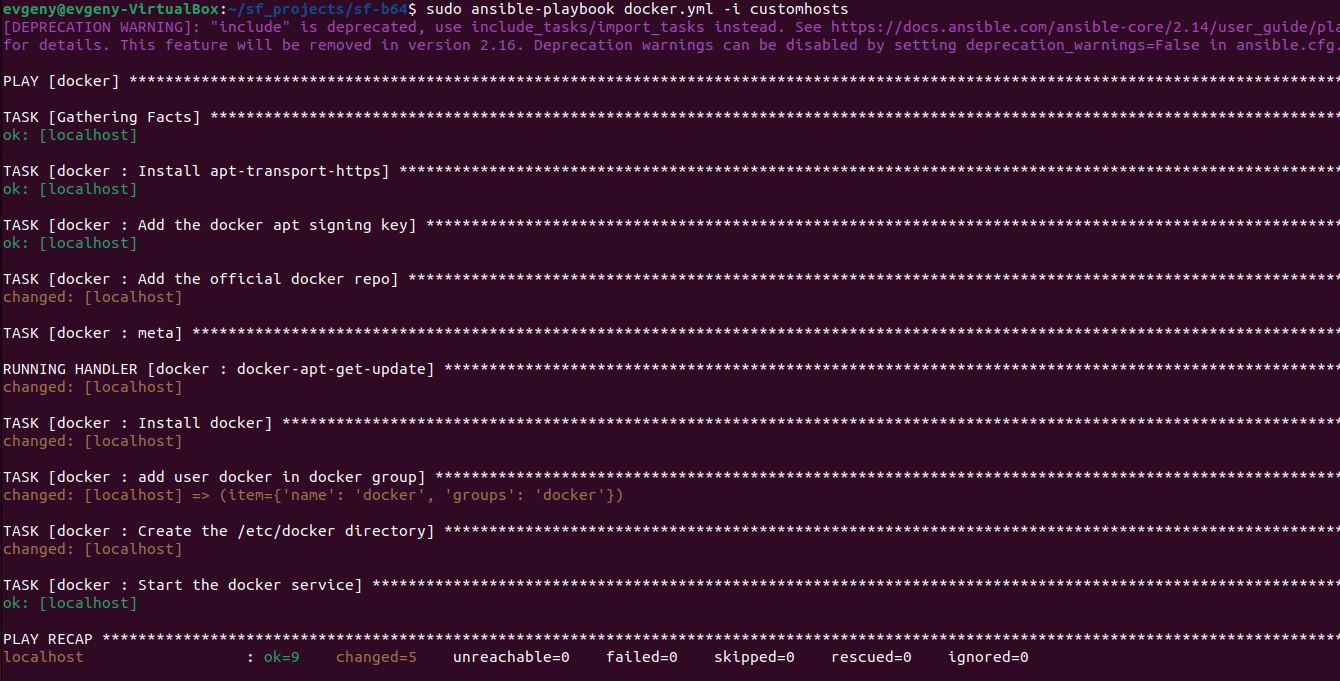 evgeny@evgeny-VirtualBox:~/sf_projects/sf-b64$ sudo ansible-playbook docker.yml -i customhosts
[DEPRECATION WARNING]: "include" is deprecated, use include_tasks/import_tasks instead. See https://docs.ansible.com/ansible-core/2.14/user_guide/pla
for details. This feature will be removed in version 2.16. Deprecation warnings can be disabled by setting deprecation_warnings=False in ansible.cfg.
PLAY [docker] ***************************************************************************************************************************************
TASK [Gathering Facts] ******************************************************************************************************************************
ok: [localhost]
TASK [docker : Install apt-transport-https] *********************************************************************************************************
ok: [localhost]
TASK [docker : Add the docker apt signing key] ******************************************************************************************************
ok: [localhost]
TASK [docker : Add the official docker repo] ********************************************************************************************************
changed: [localhost]
TASK [docker : meta] ********************************************************************************************************************************
RUNNING HANDLER [docker : docker-apt-get-update] ****************************************************************************************************
changed: [localhost]
TASK [docker : Install docker] **********************************************************************************************************************
changed: [localhost]
TASK [docker : add user docker in docker group] *****************************************************************************************************
changed: [localhost] => (item={'name': 'docker', 'groups': 'docker'})
TASK [docker : Create the /etc/docker directory] ****************************************************************************************************
changed: [localhost]
TASK [docker : Start the docker service] ************************************************************************************************************
ok: [localhost]
PLAY RECAP ******************************************************************************************************************************************
localhost                  : ok=9    changed=5    unreachable=0    failed=0    skipped=0    rescued=0    ignored=0